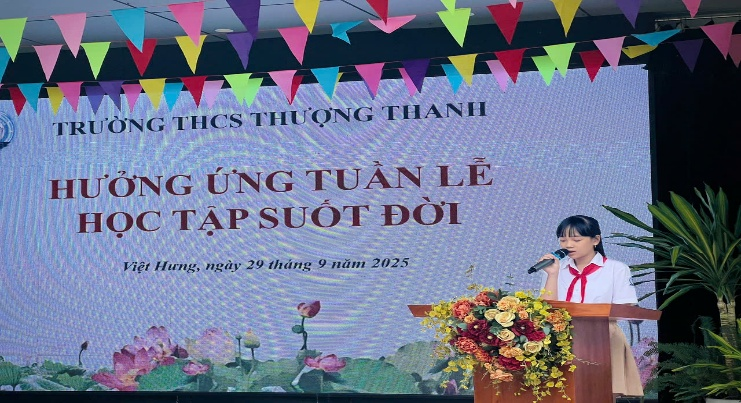 TRƯỜNG THCS THƯỢNG THANH
HƯỞNG ỨNG TUẦN LỄ
HỌC TẬP SUỐT ĐỜI
Việt Hưng, ngày 29 tháng 9 năm 2025